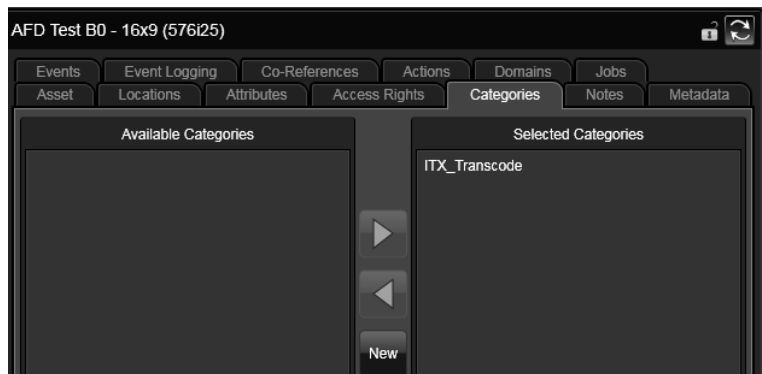 AFD Test B0 - 16x9 (576i25)
Events Event Logging Co-References Actions Domains Jobs
Asset Locations Attributes Access Rights Categories Notes Metadata
Available Categories Selected Categories
ITX_Transcode
New